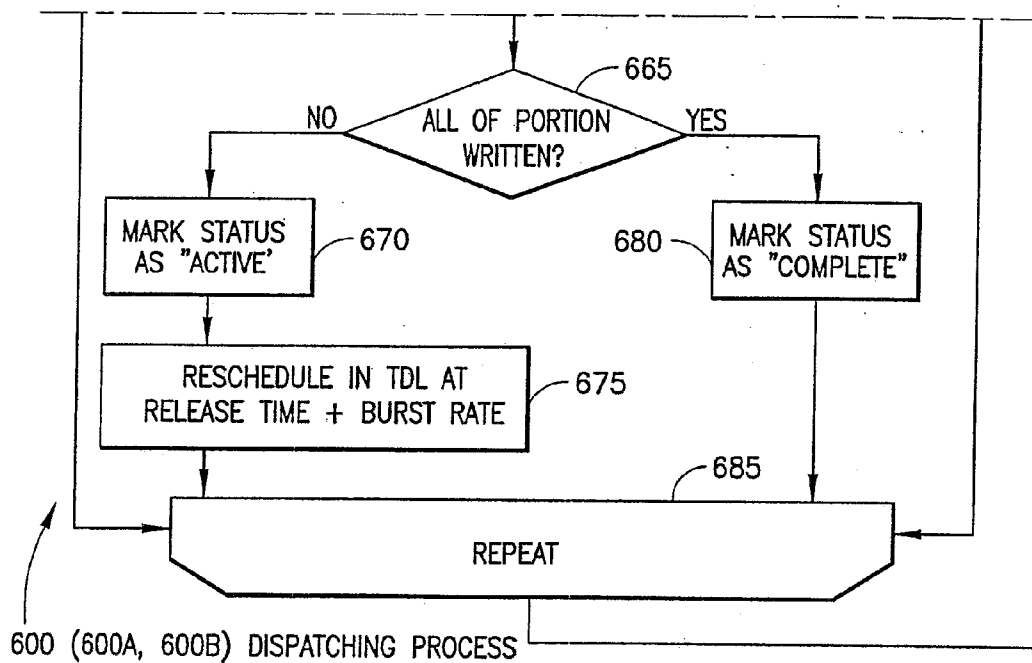 665
NO
ALL OF PORTION
WRITTEN?
YES
MARK STATUS
AS "ACTIVE'
670
680
MARK STATUS
AS "COMPLETE"
RESCHEDULE IN TDL AT
RELEASE TIME + BURST RATE
675
685
REPEAT
600 (600A, 600B) DISPATCHING PROCESS